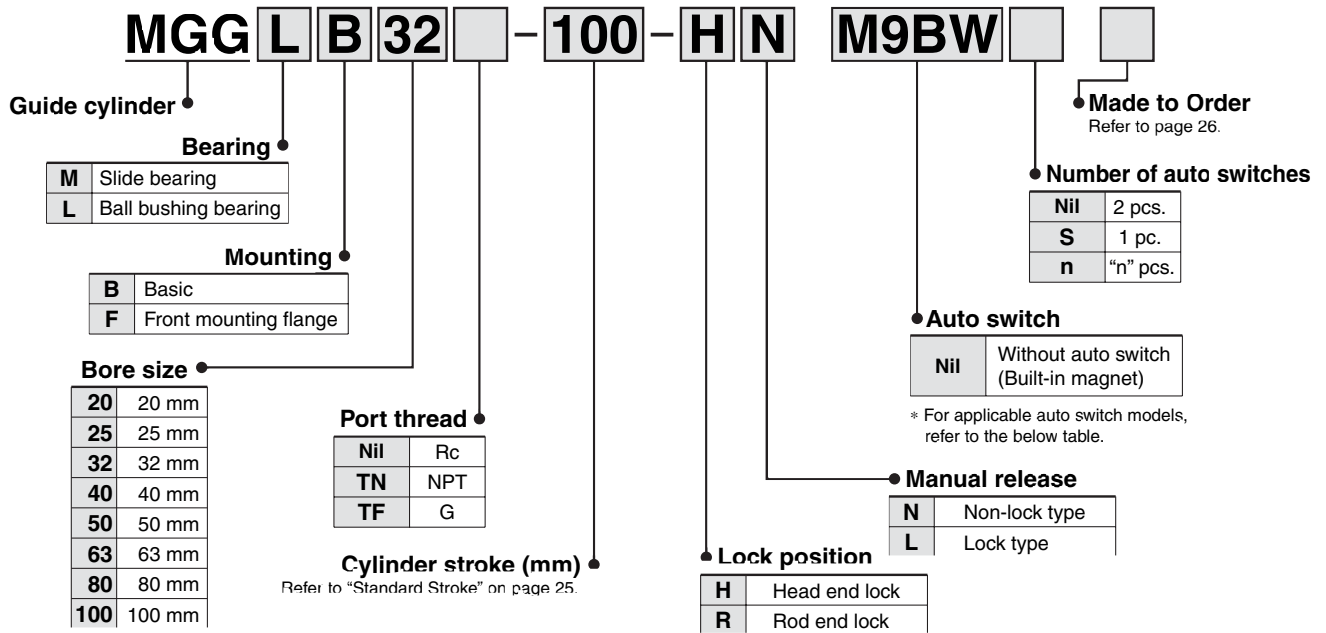 MGG L B 32 - 100 - H N M9BW
Guide cylinder
Made to Order
Refer to page 26.
Bearing
M Slide bearing
L Ball bushing bearing
Number of auto switches
Nil 2 pcs.
S 1 pc.
n “n” pcs.
Mounting
B Basic
F Front mounting flange
Auto switch
Nil Without auto switch
(Built-in magnet)
* For applicable auto switch models,
refer to the below table.
Bore size
20 20 mm
25 25 mm
32 32 mm
40 40 mm
50 50 mm
63 63 mm
80 80 mm
100 100 mm
Port thread
Nil Rc
TN NPT
TF G
Manual release
N Non-lock type
L Lock type
Cylinder stroke (mm)
Refer to “Standard Stroke” on page 25.
Lock position
H Head end lock
R Rod end lock